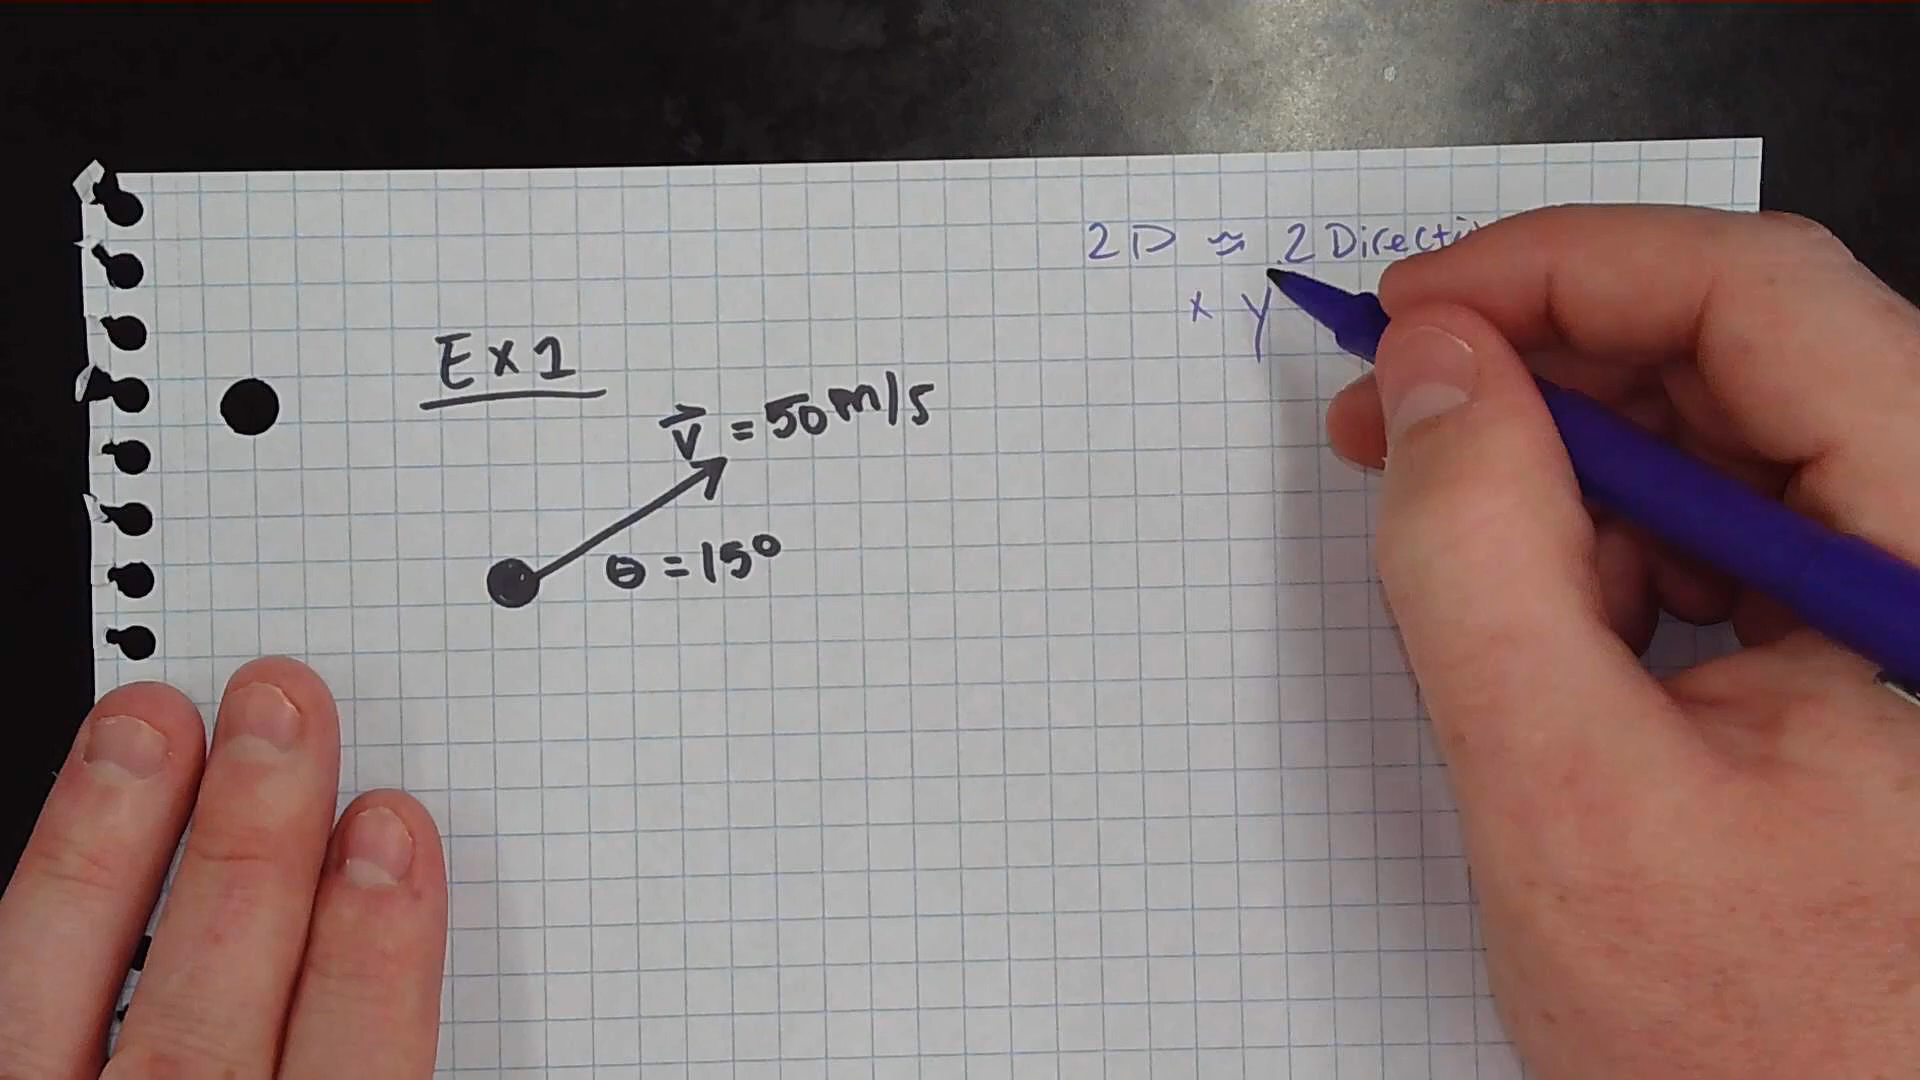 2D ≈ 2 Directi
x y
Ex 1
v⃗ = 50 m/s
θ = 15°